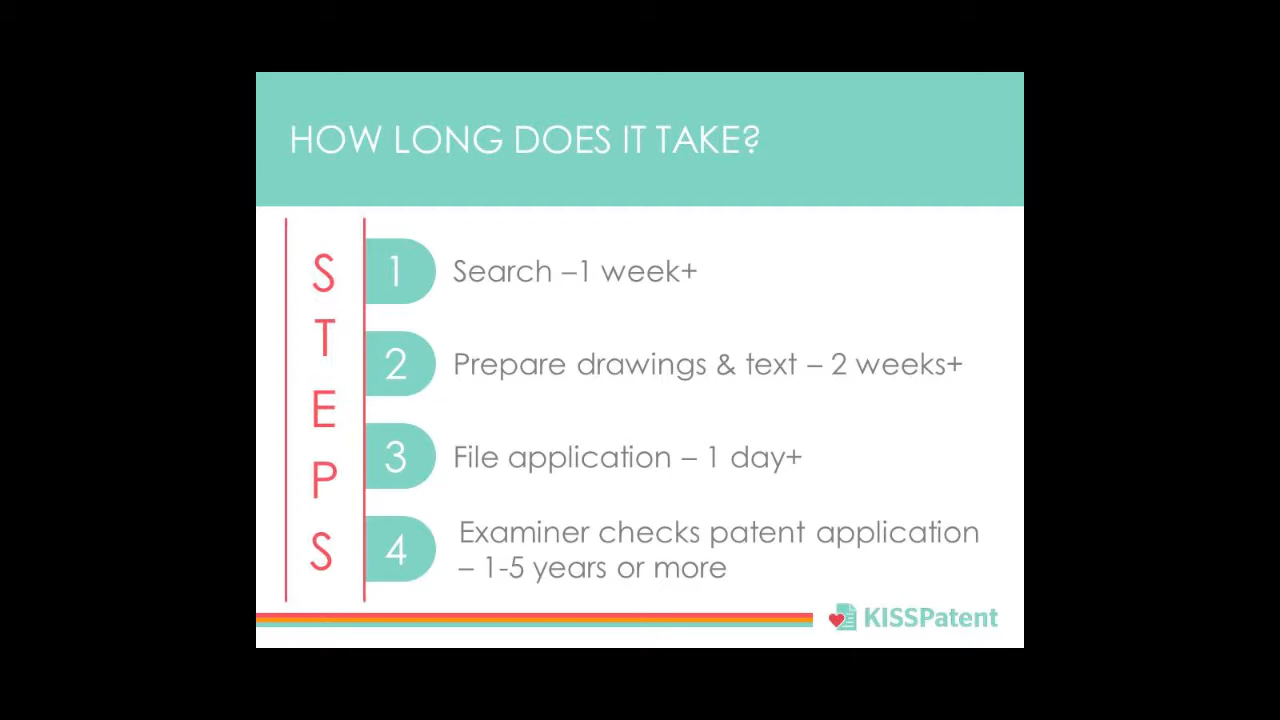 HOW LONG DOES IT TAKE?
STEPS
1 Search –1 week+
2 Prepare drawings & text – 2 weeks+
3 File application – 1 day+
4 Examiner checks patent application
– 1-5 years or more
KISSPatent